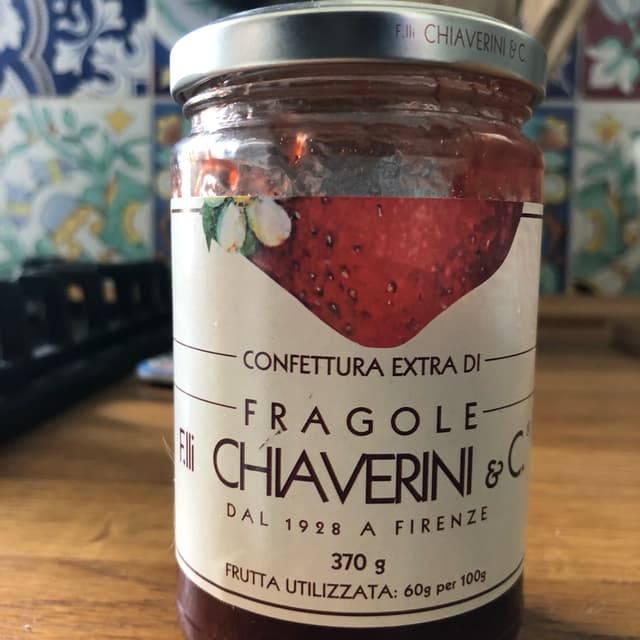 F.lli CHIAVERINI & C.
CONFETTURA EXTRA DI
FRAGOLE
F.lli CHIAVERINI & C.
DAL 1928 A FIRENZE
370 g
FRUTTA UTILIZZATA: 60g per 100g